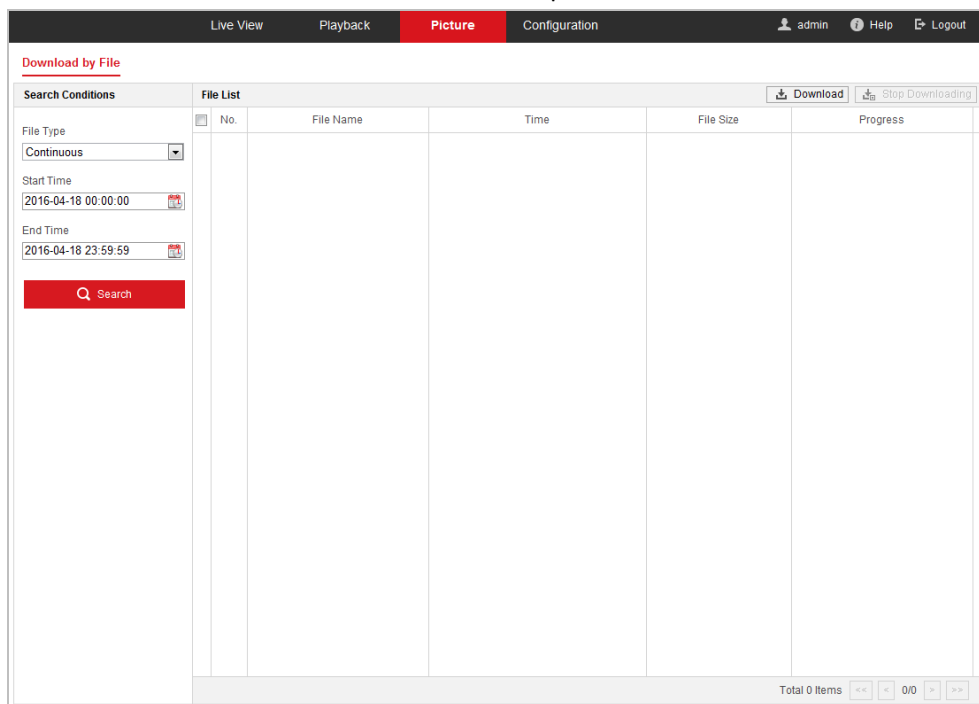 Live View Playback Picture Configuration admin Help Logout
Download by File
Search Conditions File List Download Stop Downloading
No. File Name Time File Size Progress
File Type
Continuous
Start Time
2016-04-18 00:00:00
End Time
2016-04-18 23:59:59
Search
Total 0 Items << < 0/0 > >>